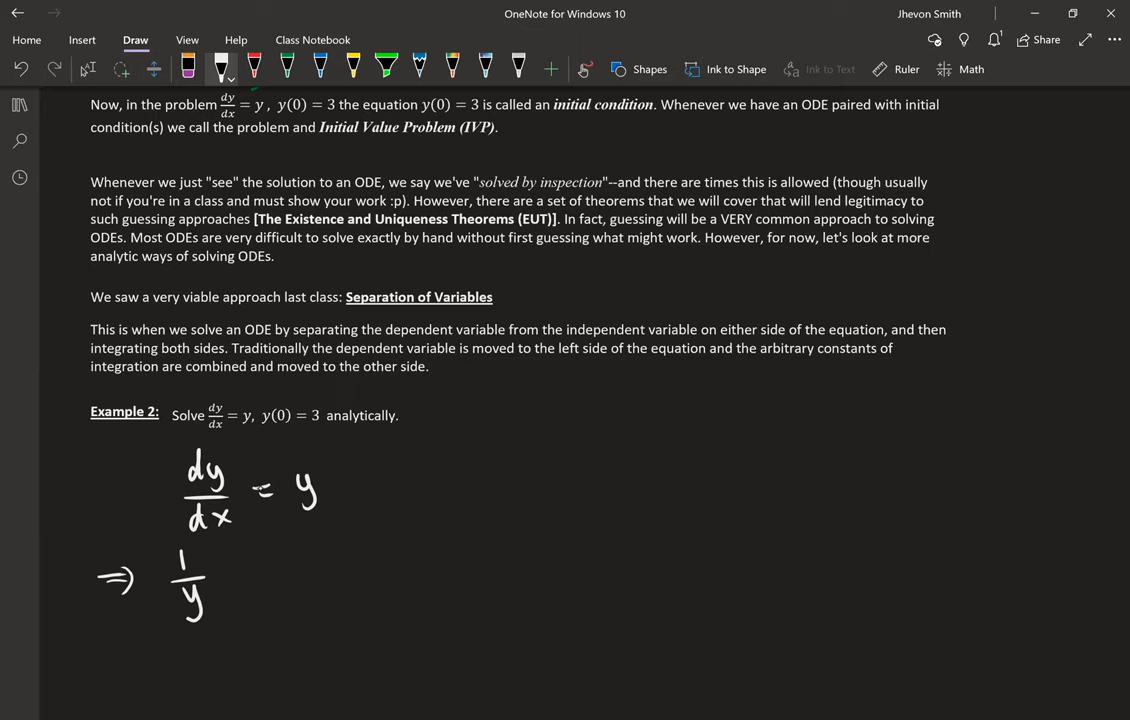 OneNote for Windows 10
Jhevon Smith
Home Insert Draw View Help Class Notebook
Share
Shapes Ink to Shape Ink to Text Ruler Math
Now, in the problem dy/dx = y, y(0) = 3 the equation y(0) = 3 is called an initial condition. Whenever we have an ODE paired with initial
condition(s) we call the problem and Initial Value Problem (IVP).
Whenever we just "see" the solution to an ODE, we say we've "solved by inspection"--and there are times this is allowed (though usually
not if you're in a class and must show your work :p). However, there are a set of theorems that we will cover that will lend legitimacy to
such guessing approaches [The Existence and Uniqueness Theorems (EUT)]. In fact, guessing will be a VERY common approach to solving
ODEs. Most ODEs are very difficult to solve exactly by hand without first guessing what might work. However, for now, let's look at more
analytic ways of solving ODEs.
We saw a very viable approach last class: Separation of Variables
This is when we solve an ODE by separating the dependent variable from the independent variable on either side of the equation, and then
integrating both sides. Traditionally the dependent variable is moved to the left side of the equation and the arbitrary constants of
integration are combined and moved to the other side.
Example 2: Solve dy/dx = y, y(0) = 3 analytically.
dy/dx = y
⇒ 1/y